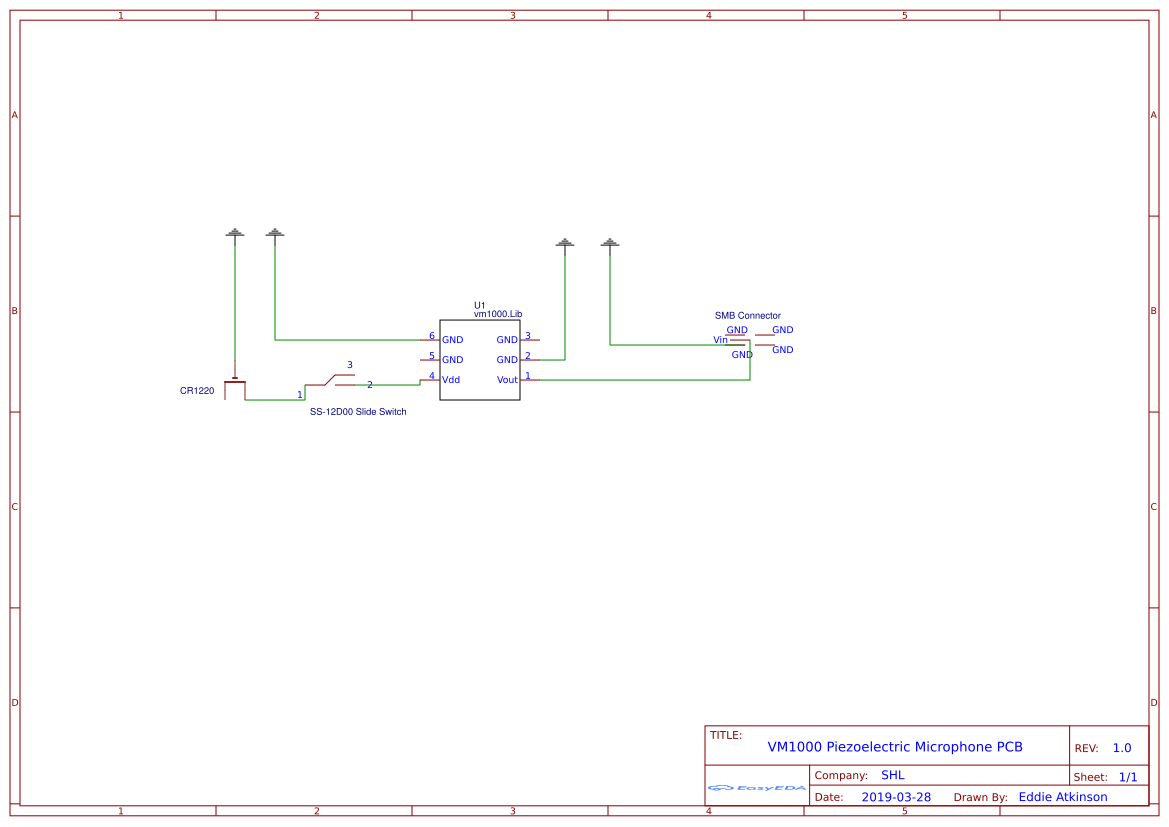 1 2 3 4 5
A A
U1
vm1000.Lib
B B
SMB Connector
6 GND GND 3
GND GND
Vin
5 GND GND 2
GND GND
3
4 Vdd Vout 1
CR1220
1 2
SS-12D00 Slide Switch
C C
D D
TITLE:
VM1000 Piezoelectric Microphone PCB
REV: 1.0
Company: SHL
Sheet: 1/1
EasyEDA
Date: 2019-03-28 Drawn By: Eddie Atkinson
1 2 3 4 5